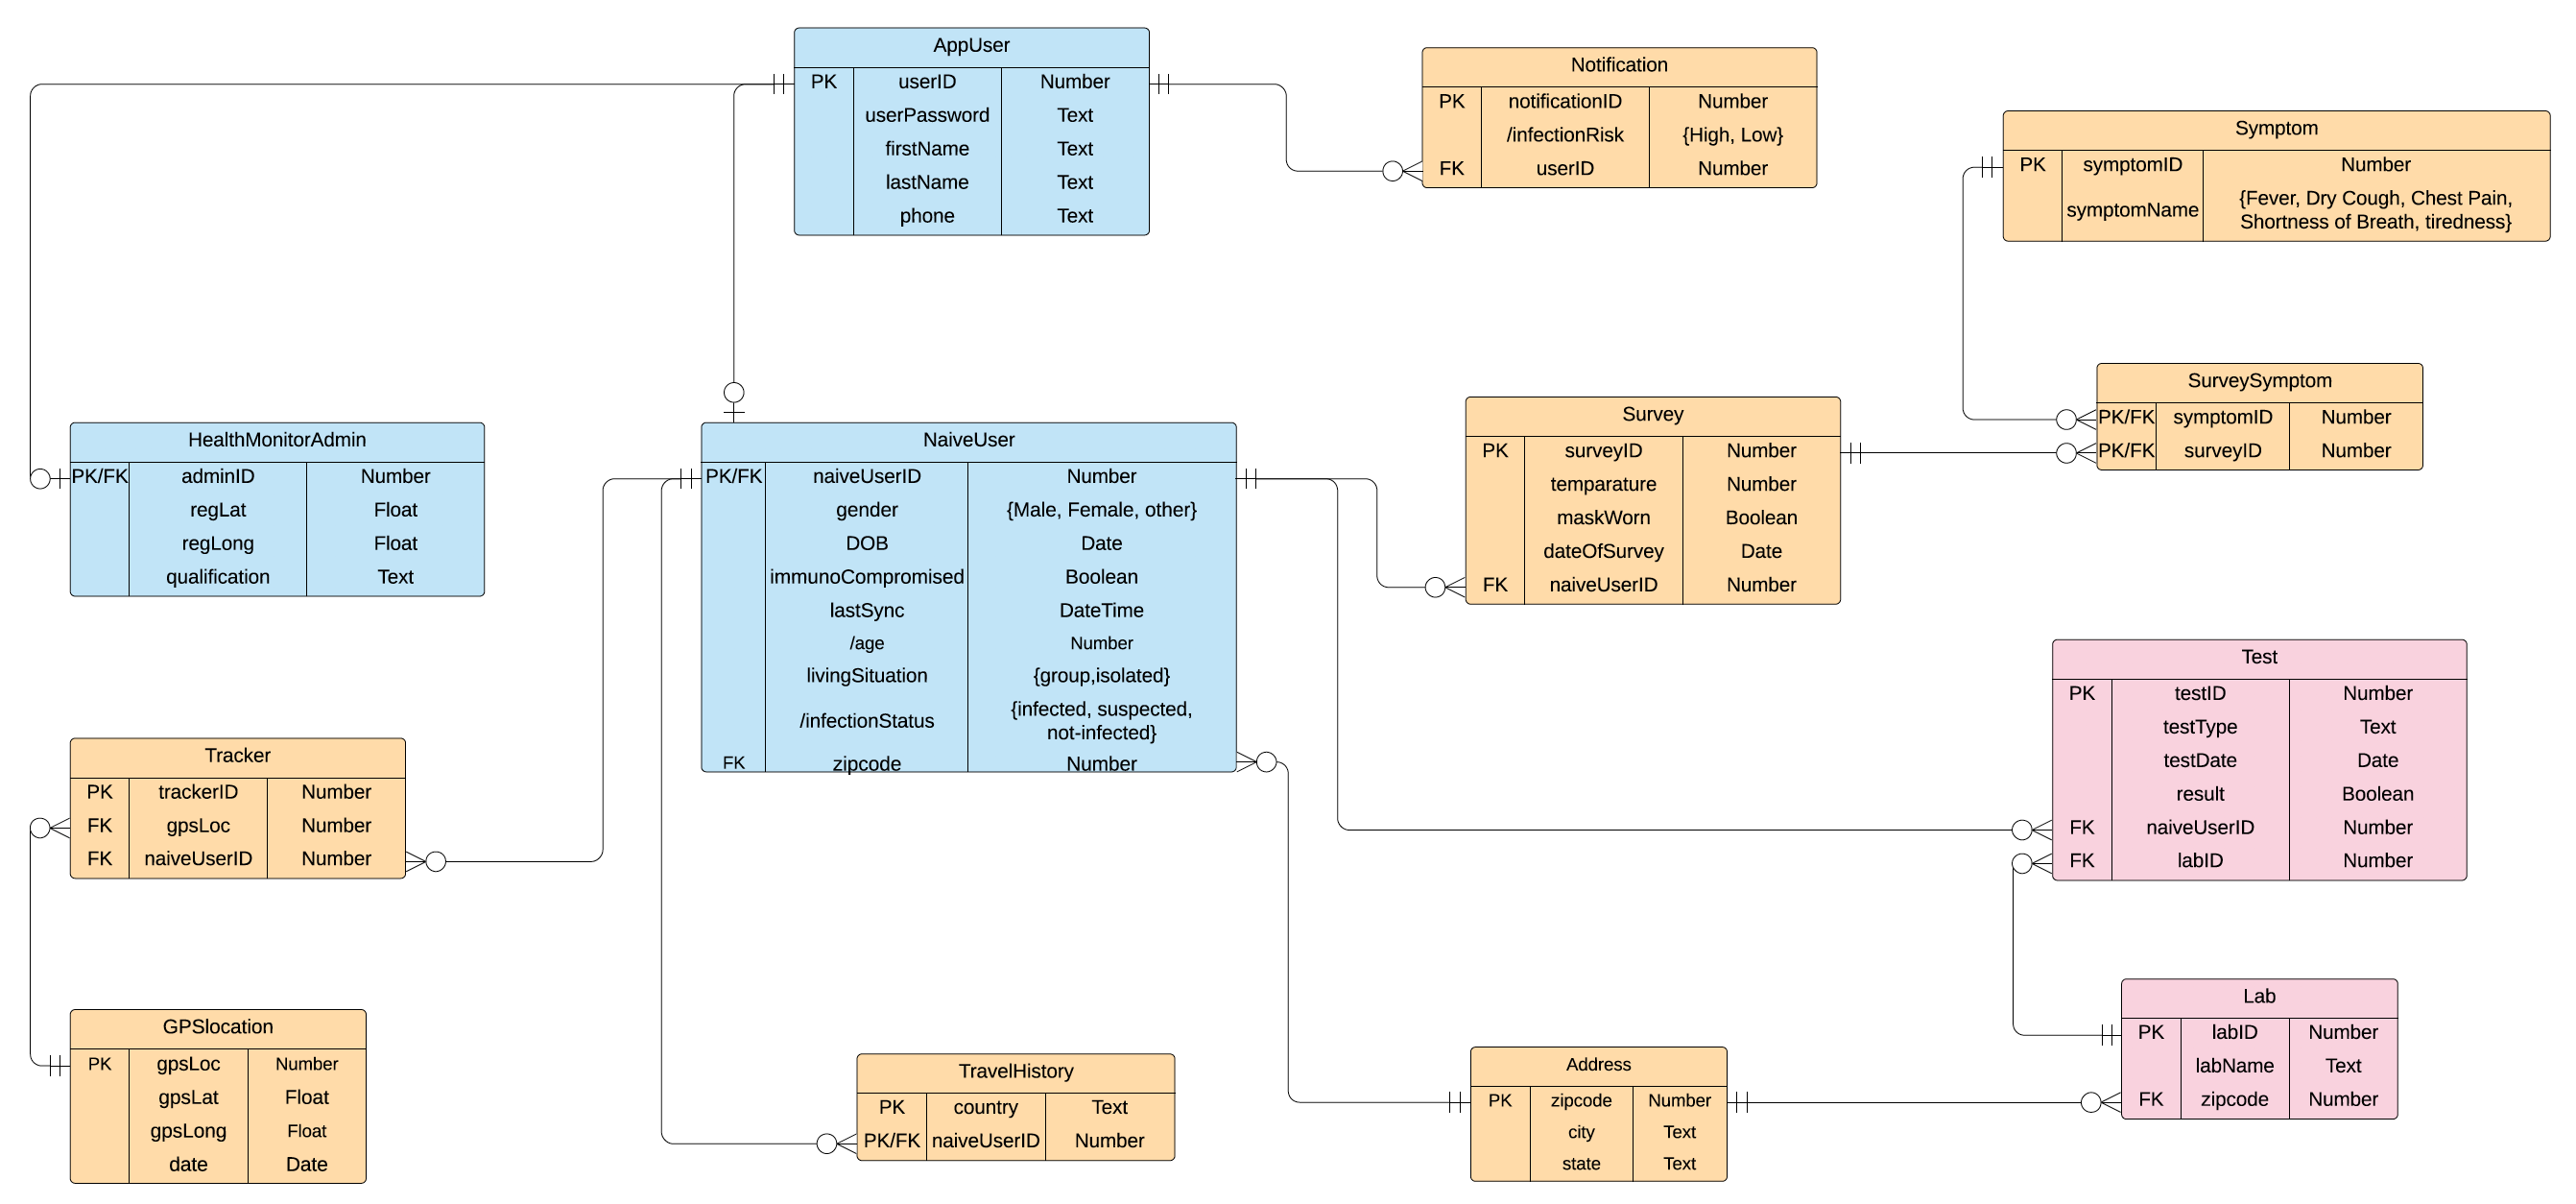 AppUser
PK userID Number
userPassword Text
firstName Text
lastName Text
phone Text
Notification
PK notificationID Number
/infectionRisk {High, Low}
FK userID Number
Symptom
PK symptomID Number
symptomName {Fever, Dry Cough, Chest Pain,
Shortness of Breath, tiredness}
HealthMonitorAdmin
PK/FK adminID Number
regLat Float
regLong Float
qualification Text
NaiveUser
PK/FK naiveUserID Number
gender {Male, Female, other}
DOB Date
immunoCompromised Boolean
lastSync DateTime
/age Number
livingSituation {group,isolated}
/infectionStatus {infected, suspected,
not-infected}
FK zipcode Number
Survey
PK surveyID Number
temparature Number
maskWorn Boolean
dateOfSurvey Date
FK naiveUserID Number
SurveySymptom
PK/FK symptomID Number
PK/FK surveyID Number
Test
PK testID Number
testType Text
testDate Date
result Boolean
FK naiveUserID Number
FK labID Number
Tracker
PK trackerID Number
FK gpsLoc Number
FK naiveUserID Number
GPSlocation
PK gpsLoc Number
gpsLat Float
gpsLong Float
date Date
TravelHistory
PK country Text
PK/FK naiveUserID Number
Address
PK zipcode Number
city Text
state Text
Lab
PK labID Number
labName Text
FK zipcode Number